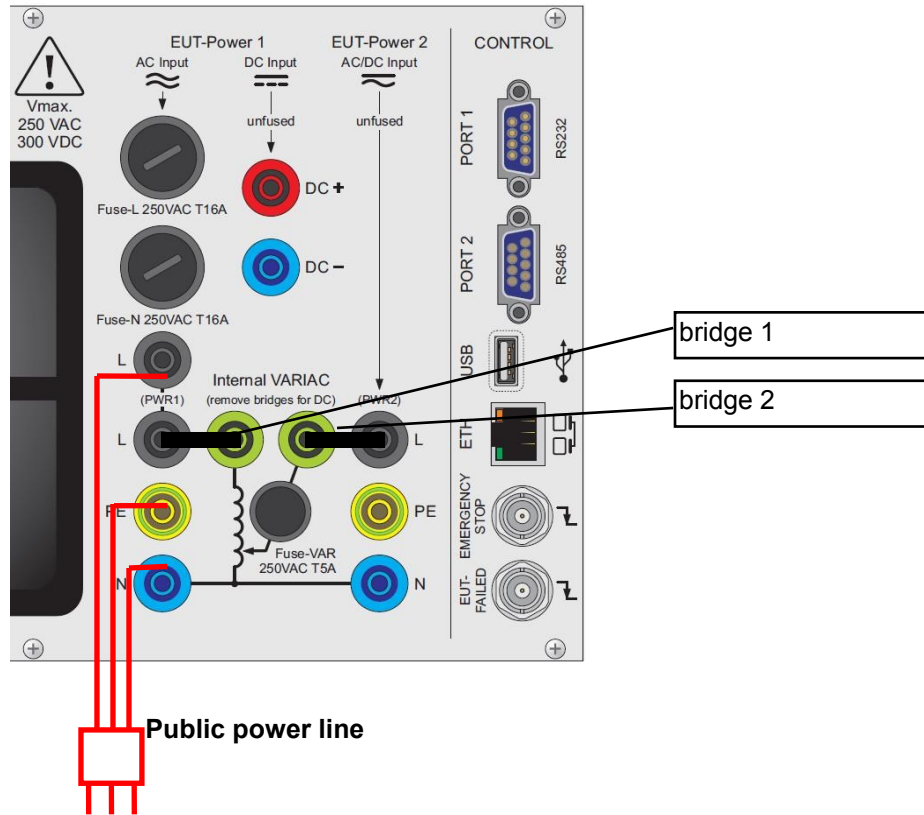 EUT-Power 1
EUT-Power 2
CONTROL
AC Input
DC Input
AC/DC Input
Vmax.
250 VAC
300 VDC
unfused
unfused
PORT 1
RS232
DC +
Fuse-L 250VAC T16A
PORT 2
RS485
DC −
Fuse-N 250VAC T16A
bridge 1
USB
L
Internal VARIAC
(PWR1)
(remove bridges for DC)
(PWR2)
bridge 2
L
L
ETH
PE
PE
EMERGENCY
STOP
Fuse-VAR
250VAC T5A
N
N
EUT-
FAILED
Public power line